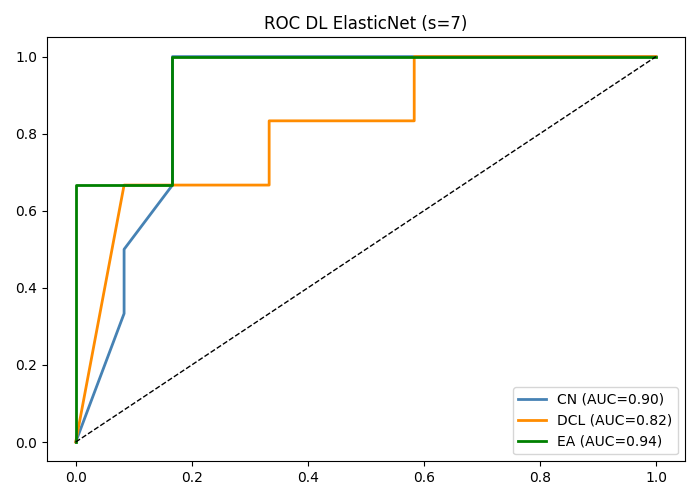 ROC DL ElasticNet (s=7)
1.0
0.8
0.6
0.4
0.2
0.0
0.0 0.2 0.4 0.6 0.8 1.0
CN (AUC=0.90)
DCL (AUC=0.82)
EA (AUC=0.94)